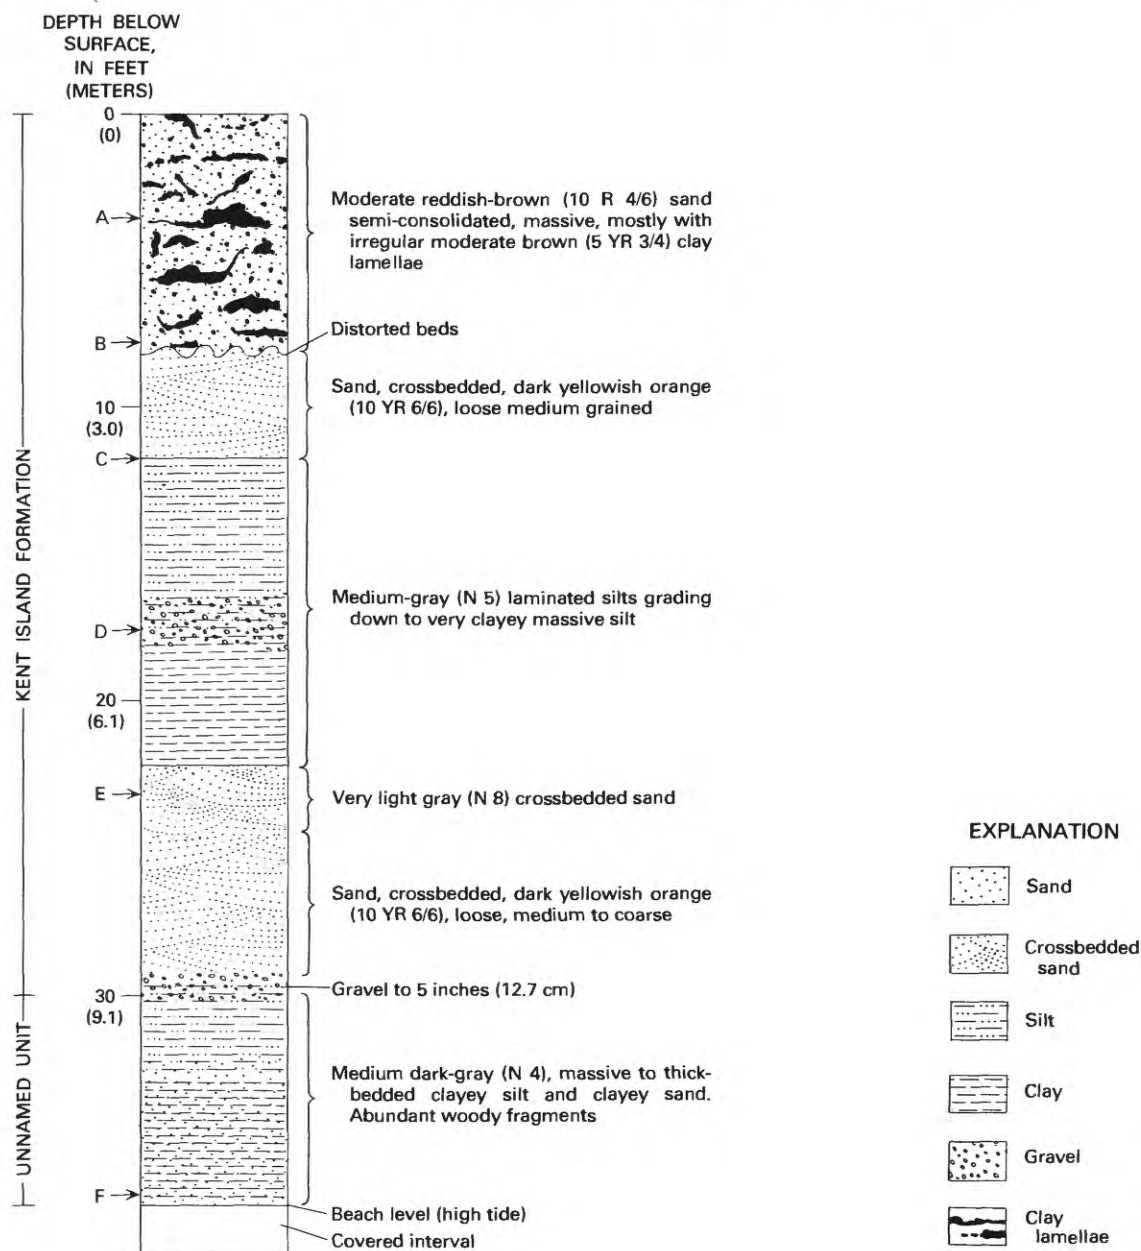 DEPTH BELOW
SURFACE,
IN FEET
(METERS)
0
(0)
A
B
10
(3.0)
C
D
20
(6.1)
E
30
(9.1)
F
KENT ISLAND FORMATION
UNNAMED UNIT
Moderate reddish-brown (10 R 4/6) sand
semi-consolidated, massive, mostly with
irregular moderate brown (5 YR 3/4) clay
lamellae
Distorted beds
Sand, crossbedded, dark yellowish orange
(10 YR 6/6), loose medium grained
Medium-gray (N 5) laminated silts grading
down to very clayey massive silt
Very light gray (N 8) crossbedded sand
Sand, crossbedded, dark yellowish orange
(10 YR 6/6), loose, medium to coarse
Gravel to 5 inches (12.7 cm)
Medium dark-gray (N 4), massive to thick-
bedded clayey silt and clayey sand.
Abundant woody fragments
Beach level (high tide)
Covered interval
EXPLANATION
Sand
Crossbedded
sand
Silt
Clay
Gravel
Clay
lamellae